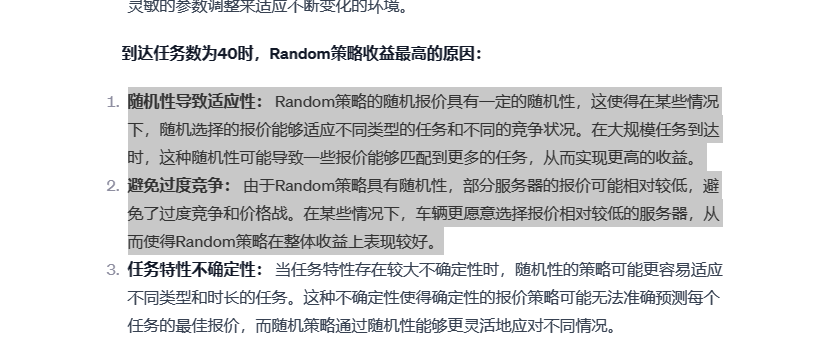 灵敏的参数调整来适应不断变化的环境。
到达任务数为40时，Random策略收益最高的原因：
1. 随机性导致适应性： Random策略的随机报价具有一定的随机性，这使得在某些情况
下，随机选择的报价能够适应不同类型的任务和不同的竞争状况。在大规模任务到达
时，这种随机性可能导致一些报价能够匹配到更多的任务，从而实现更高的收益。
2. 避免过度竞争： 由于Random策略具有随机性，部分服务器的报价可能相对较低，避
免了过度竞争和价格战。在某些情况下，车辆更愿意选择报价相对较低的服务器，从
而使得Random策略在整体收益上表现较好。
3. 任务特性不确定性： 当任务特性存在较大不确定性时，随机性的策略可能更容易适应
不同类型和时长的任务。这种不确定性使得确定性的报价策略可能无法准确预测每个
任务的最佳报价，而随机策略通过随机性能够更灵活地应对不同情况。